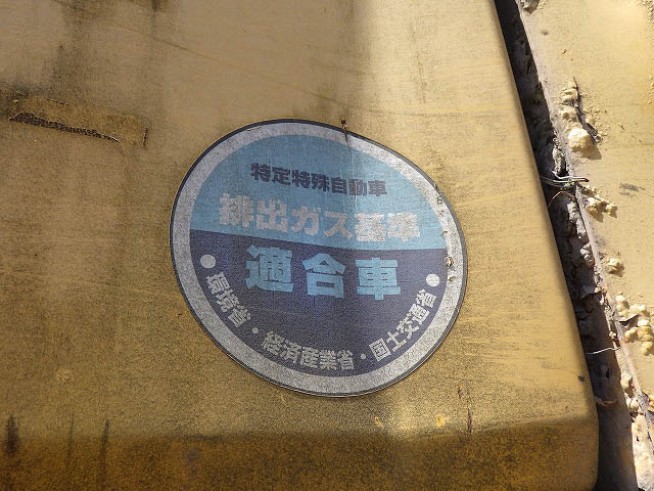 特定特殊自動車
排出ガス基準
適合車
●環境省・経済産業省・国土交通省●